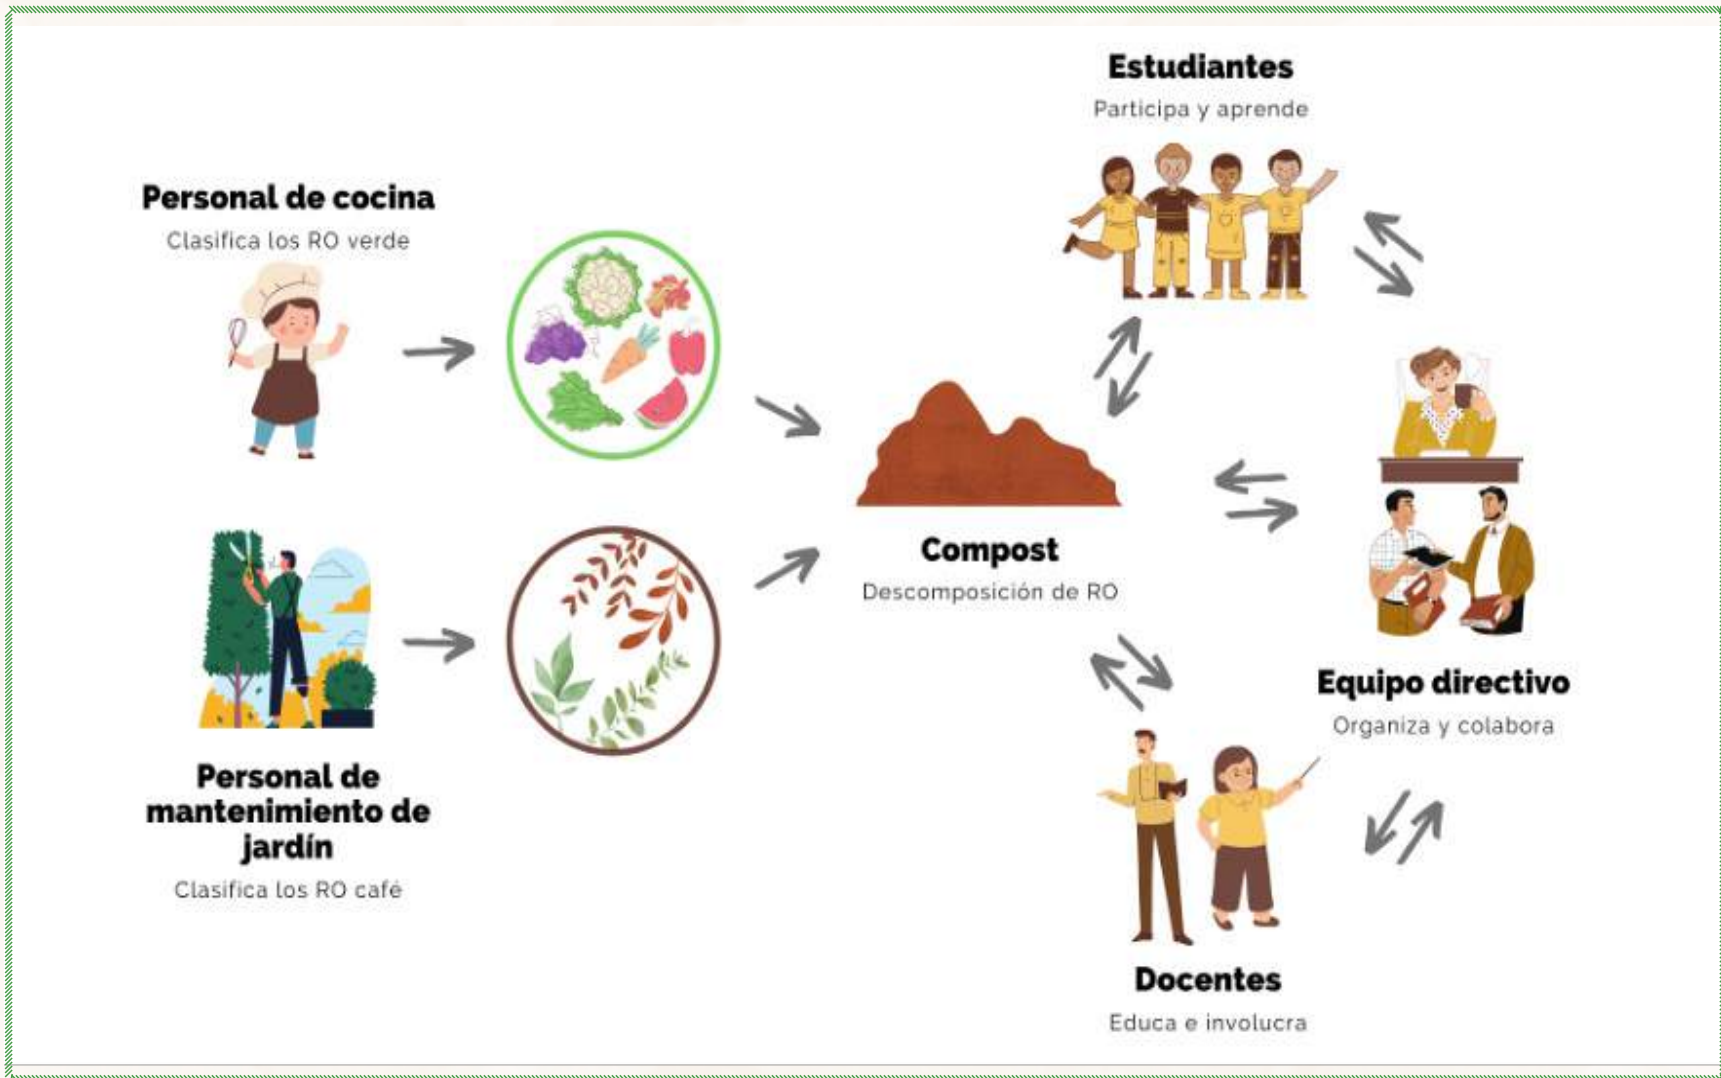 Estudiantes
Participa y aprende
Personal de cocina
Clasifica los RO verde
Compost
Descomposición de RO
Equipo directivo
Organiza y colabora
Personal de
mantenimiento de
jardín
Clasifica los RO café
Docentes
Educa e involucra